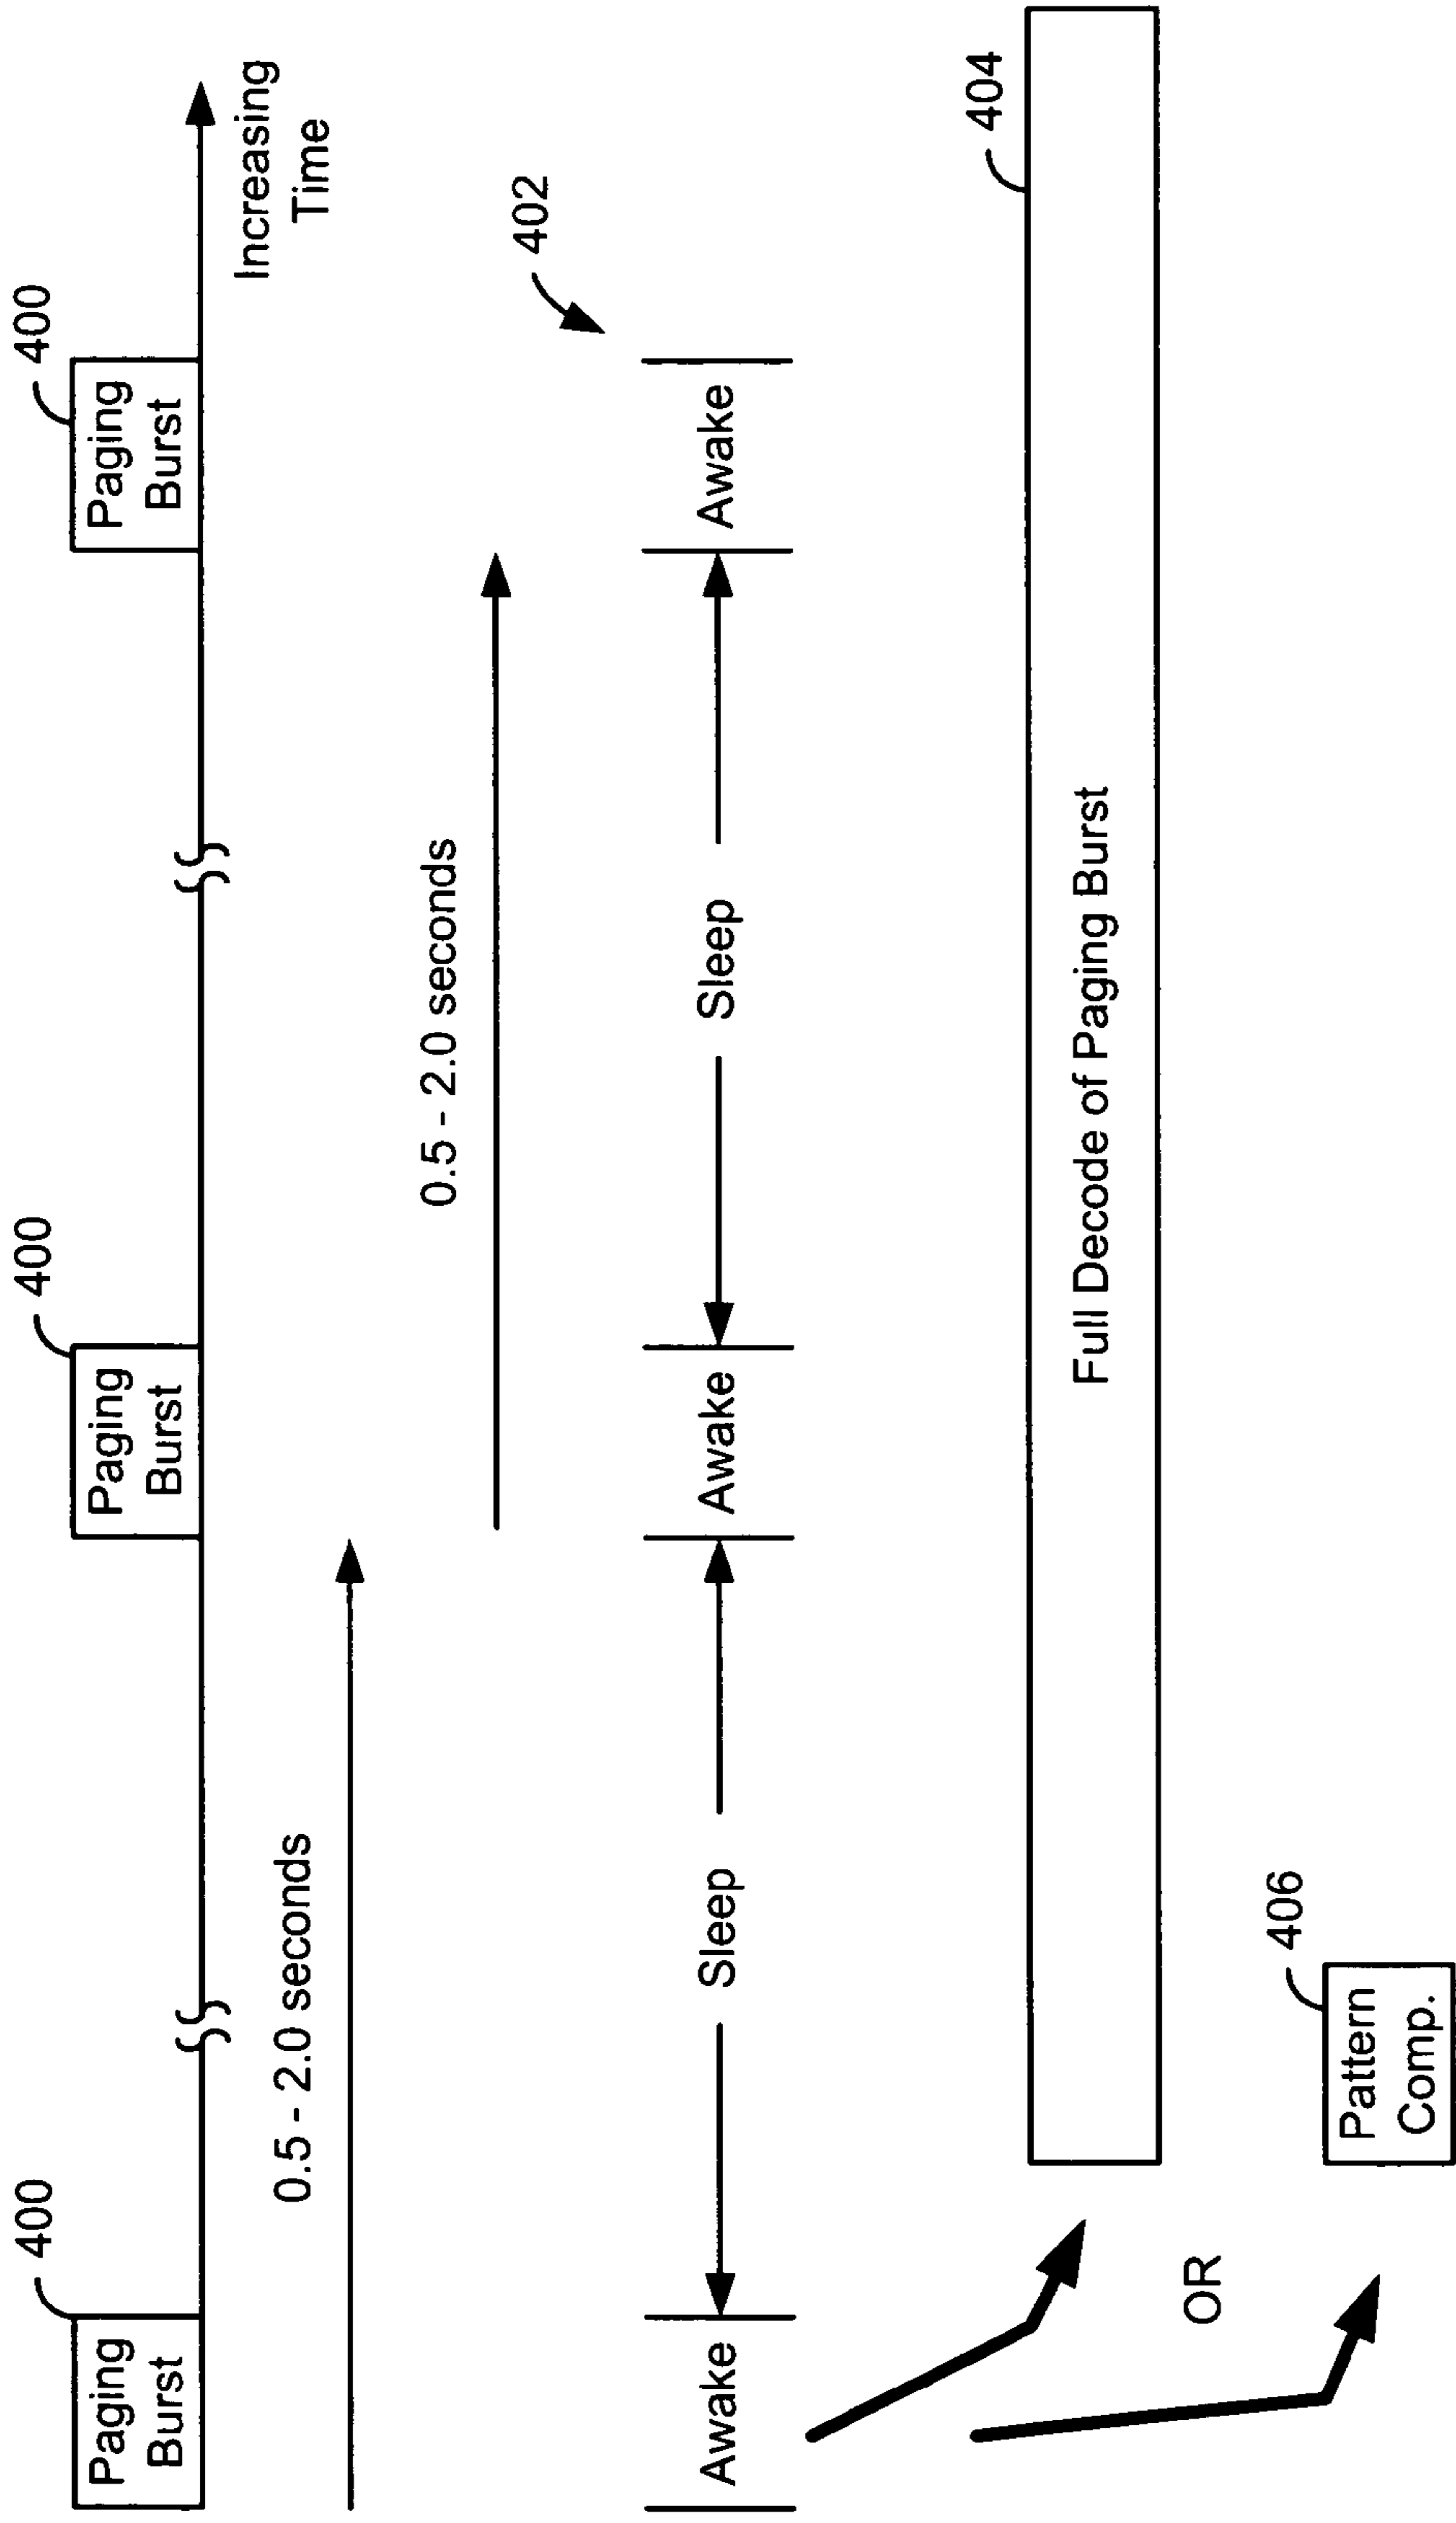 400
400
400
Paging
Burst
Paging
Burst
Paging
Burst
Increasing
Time
0.5 - 2.0 seconds
0.5 - 2.0 seconds
402
Awake
Sleep
Awake
Sleep
Awake
404
Full Decode of Paging Burst
OR
406
Pattern
Comp.